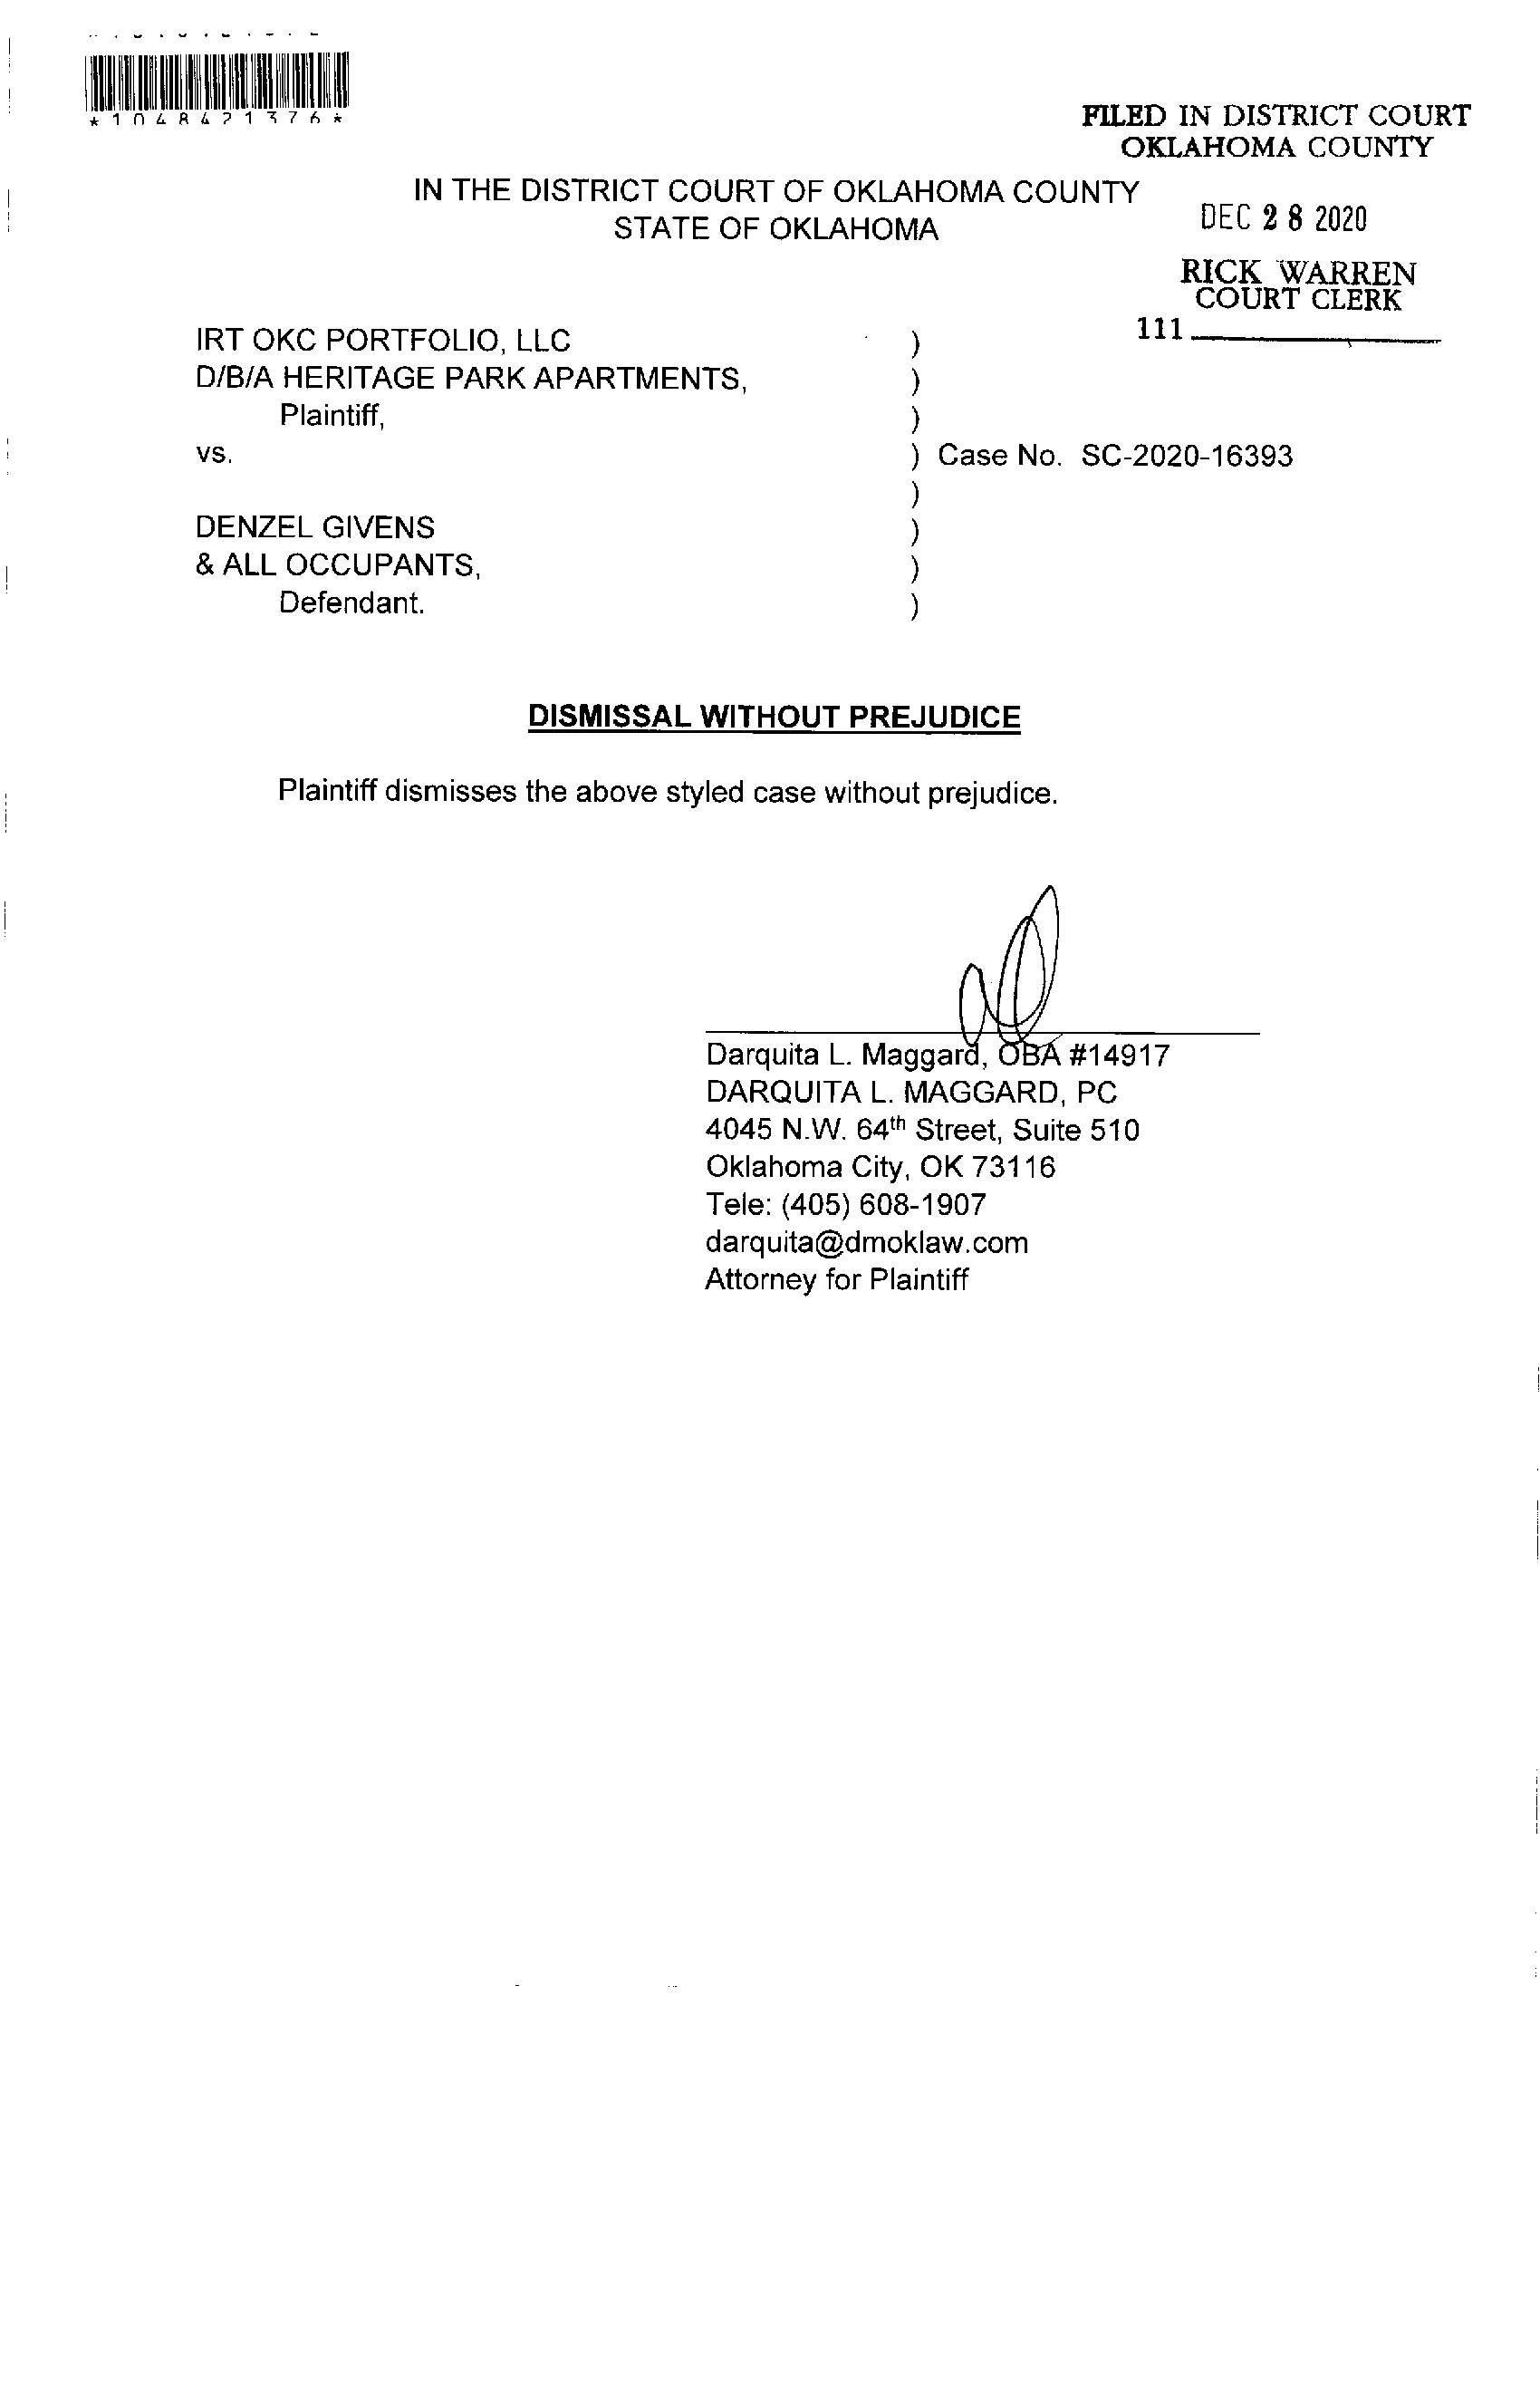 *1048421376*
FILED IN DISTRICT COURT
OKLAHOMA COUNTY
IN THE DISTRICT COURT OF OKLAHOMA COUNTY
STATE OF OKLAHOMA
DEC 28 2020
RICK WARREN
COURT CLERK
111
IRT OKC PORTFOLIO, LLC )
D/B/A HERITAGE PARK APARTMENTS, )
Plaintiff, )
vs. ) Case No. SC-2020-16393
)
DENZEL GIVENS )
& ALL OCCUPANTS, )
Defendant. )
DISMISSAL WITHOUT PREJUDICE
Plaintiff dismisses the above styled case without prejudice.
Darquita L. Maggard, OBA #14917
DARQUITA L. MAGGARD, PC
4045 N.W. 64th Street, Suite 510
Oklahoma City, OK 73116
Tele: (405) 608-1907
darquita@dmoklaw.com
Attorney for Plaintiff